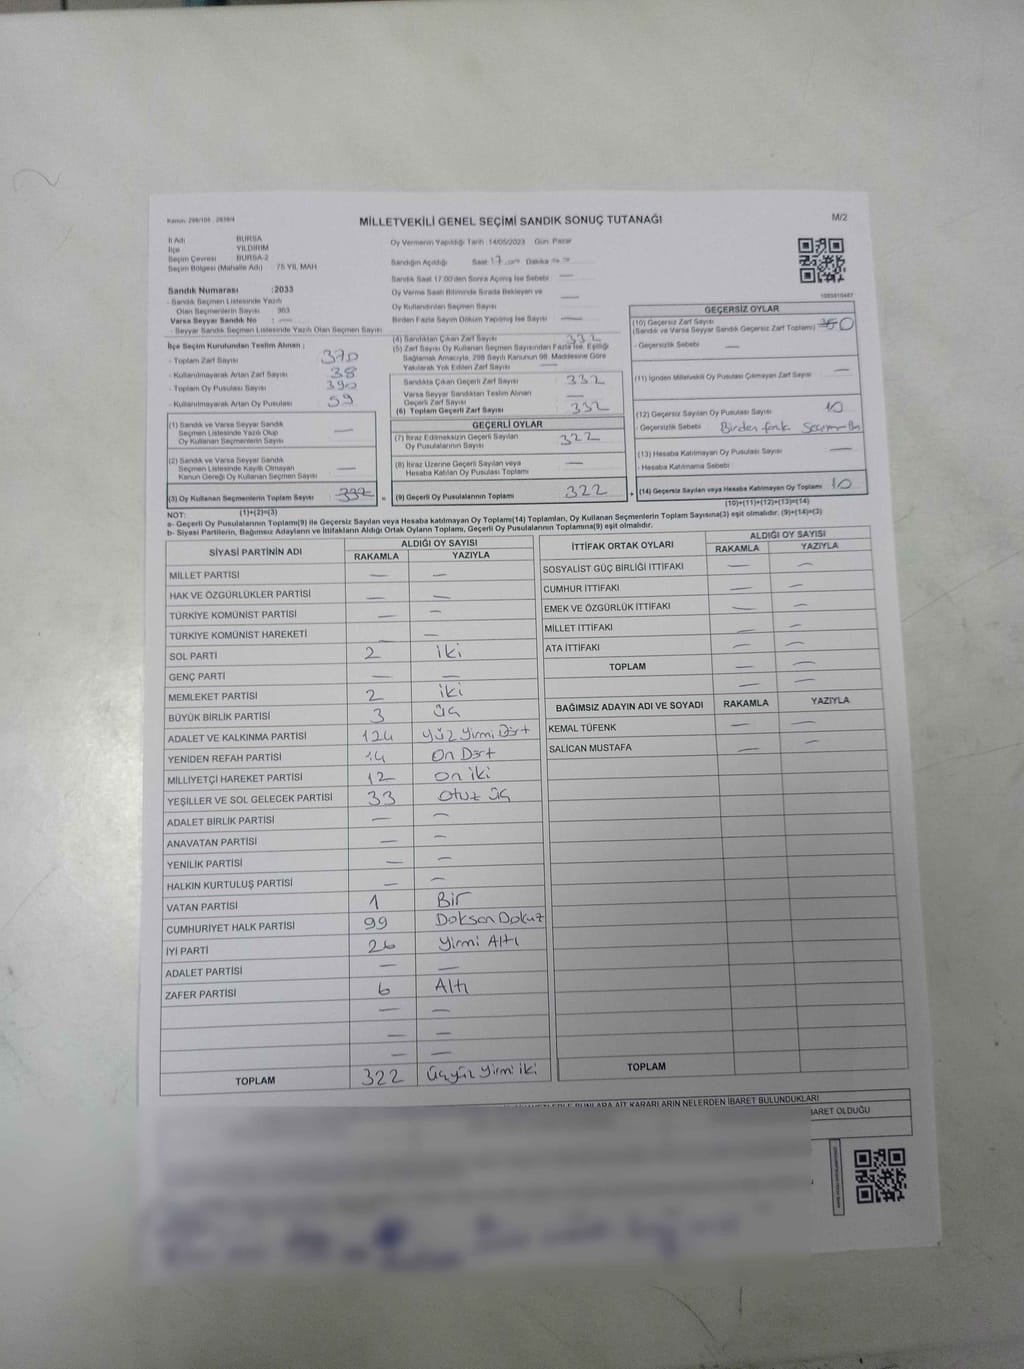 Kanun: 298/105 , 2839/4
MİLLETVEKİLİ GENEL SEÇİMİ SANDIK SONUÇ TUTANAĞI
M/2
İl Adı BURSA
İlçe YILDIRIM
Seçim Çevresi BURSA-2
Seçim Bölgesi (Mahalle Adı) : 75 YIL MAH
Oy Vermenin Yapıldığı Tarih :14/05/2023 Gün: Pazar
Sandığın Açıldığı Saat 17 Dakika
Sandık Saat 17:00'den Sonra Açılmış İse Sebebi —
Oy Verme Saati Bitiminde Sırada Bekleyen ve
Oy Kullandırılan Seçmen Sayısı —
Birden Fazla Sayım Döküm Yapılmış İse Sayısı —
Sandık Numarası :2033
- Sandık Seçmen Listesinde Yazılı
Olan Seçmenlerin Sayısı 363
Varsa Seyyar Sandık No : —
- Seyyar Sandık Seçmen Listesinde Yazılı Olan Seçmen Sayısı
İlçe Seçim Kurulundan Teslim Alınan ;
- Toplam Zarf Sayısı 370
- Kullanılmayarak Artan Zarf Sayısı 38
- Toplam Oy Pusulası Sayısı 390
- Kullanılmayarak Artan Oy Pusulası 59
(1) Sandık ve Varsa Seyyar Sandık
Seçmen Listesinde Yazılı Olup
Oy Kullanan Seçmenlerin Sayısı —
(2) Sandık ve Varsa Seyyar Sandık
Seçmen Listesinde Kayıtlı Olmayan
Kanun Gereği Oy Kullanan Seçmen Sayısı —
(3) Oy Kullanan Seçmenlerin Toplam Sayısı 332 =
(1)+(2)=(3)
(4) Sandıktan Çıkan Zarf Sayısı 332
(5) Zarf Sayısı Oy Kullanan Seçmen Sayısından Fazla İse, Eşitliği
Sağlamak Amacıyla, 298 Sayılı Kanunun 98. Maddesine Göre
Yakılarak Yok Edilen Zarf Sayısı —
Sandıkta Çıkan Geçerli Zarf Sayısı 332
Varsa Seyyar Sandıktan Teslim Alınan
Geçerli Zarf Sayısı —
(6) Toplam Geçerli Zarf Sayısı 332
GEÇERLİ OYLAR
(7) İtiraz Edilmeksizin Geçerli Sayılan
Oy Pusulalarının Sayısı 322
(8) İtiraz Üzerine Geçerli Sayılan veya
Hesaba Katılan Oy Pusulası Toplamı —
(9) Geçerli Oy Pusulalarının Toplamı 322 +
GEÇERSİZ OYLAR
(10) Geçersiz Zarf Sayısı
(Sandık ve Varsa Seyyar Sandık Geçersiz Zarf Toplamı) 0
- Geçersizlik Sebebi —
(11) İçinden Milletvekili Oy Pusulası Çıkmayan Zarf Sayısı —
(12) Geçersiz Sayılan Oy Pusulası Sayısı 10
- Geçersizlik Sebebi Birden
(13) Hesaba Katılmayan Oy Pusulası Sayısı —
- Hesaba Katılmama Sebebi
(14) Geçersiz Sayılan veya Hesaba Katılmayan Oy Toplamı 10
(10)+(11)+(12)+(13)=(14)
NOT:
a- Geçerli Oy Pusulaları Toplamı(9) ile Geçersiz Sayılan veya Hesaba katılmayan Oy Toplamı(14) Toplamları, Oy Kullanan Seçmenlerin Toplam Sayısına(3) eşit olmalıdır. (9)+(14)=(3)
b- Siyasi Partilerin, Bağımsız Adayların ve İttifakların Aldığı Ortak Oyların Toplamı, Geçerli Oy Pusulalarının Toplamına(9) eşit olmalıdır.
SİYASİ PARTİNİN ADI ALDIĞI OY SAYISI
RAKAMLA YAZIYLA
MİLLET PARTİSİ — —
HAK VE ÖZGÜRLÜKLER PARTİSİ — —
TÜRKİYE KOMÜNİST PARTİSİ — —
TÜRKİYE KOMÜNİST HAREKETİ — —
SOL PARTİ 2 iki
GENÇ PARTİ — —
MEMLEKET PARTİSİ 2 iki
BÜYÜK BİRLİK PARTİSİ 3 üç
ADALET VE KALKINMA PARTİSİ 124 yüz yirmi Dört
YENİDEN REFAH PARTİSİ 14 On Dört
MİLLİYETÇİ HAREKET PARTİSİ 12 on iki
YEŞİLLER VE SOL GELECEK PARTİSİ 33 otuz üç
ADALET BİRLİK PARTİSİ — —
ANAVATAN PARTİSİ — —
YENİLİK PARTİSİ — —
HALKIN KURTULUŞ PARTİSİ — —
VATAN PARTİSİ 1 Bir
CUMHURİYET HALK PARTİSİ 99 Doksan Dokuz
İYİ PARTİ 26 Yirmi Altı
ADALET PARTİSİ — —
ZAFER PARTİSİ 6 Altı
— —
— —
— —
TOPLAM 322 üçyüz yirmi iki
İTTİFAK ORTAK OYLARI ALDIĞI OY SAYISI
RAKAMLA YAZIYLA
SOSYALİST GÜÇ BİRLİĞİ İTTİFAKI — —
CUMHUR İTTİFAKI — —
EMEK VE ÖZGÜRLÜK İTTİFAKI — —
MİLLET İTTİFAKI — —
ATA İTTİFAKI — —
TOPLAM — —
— —
BAĞIMSIZ ADAYIN ADI VE SOYADI RAKAMLA YAZIYLA
KEMAL TÜFENK — —
SALİCAN MUSTAFA — —
TOPLAM
BUNLARA AİT KARARLARIN NELERDEN İBARET BULUNDUKLARI
İBARET OLDUĞU